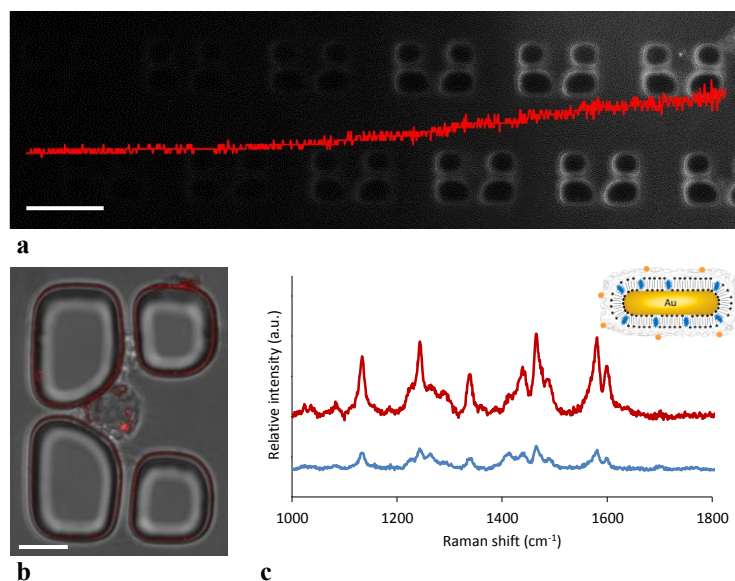 a
b
Relative intensity (a.u.)
Au
1000 1200 1400 1600 1800
Raman shift (cm⁻¹)
c